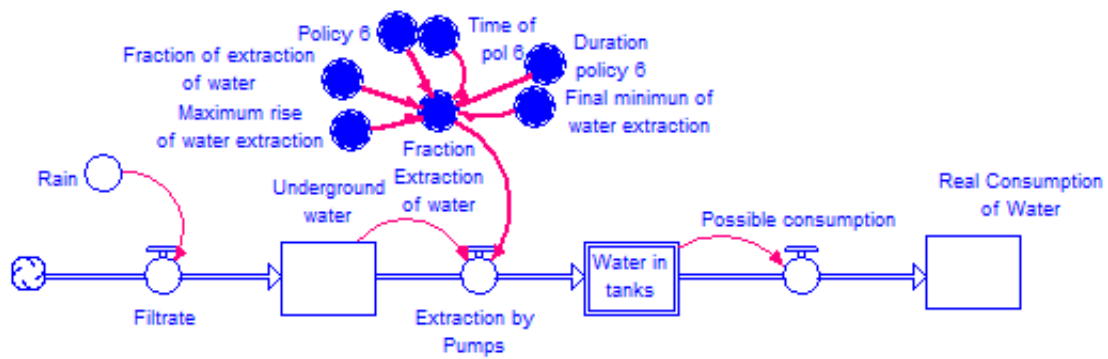 Policy 6
Time of
pol 6
Duration
policy 6
Fraction of extraction
of water
Maximum rise
of water extraction
Final minimun of
water extraction
Fraction
Extraction
of water
Rain
Underground
water
Possible consumption
Real Consumption
of Water
Water in
tanks
Filtrate
Extraction by
Pumps